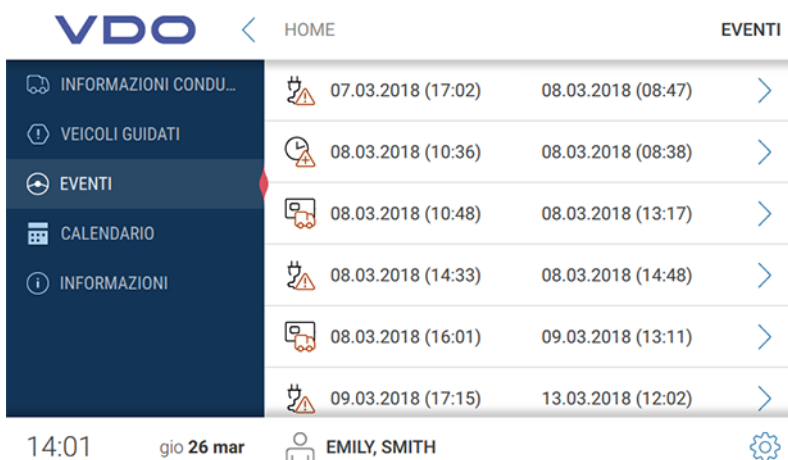 VDO
HOME
EVENTI
INFORMAZIONI CONDU...
VEICOLI GUIDATI
EVENTI
CALENDARIO
INFORMAZIONI
07.03.2018 (17:02) 08.03.2018 (08:47)
08.03.2018 (10:36) 08.03.2018 (08:38)
08.03.2018 (10:48) 08.03.2018 (13:17)
08.03.2018 (14:33) 08.03.2018 (14:48)
08.03.2018 (16:01) 09.03.2018 (13:11)
09.03.2018 (17:15) 13.03.2018 (12:02)
14:01 gio 26 mar EMILY, SMITH